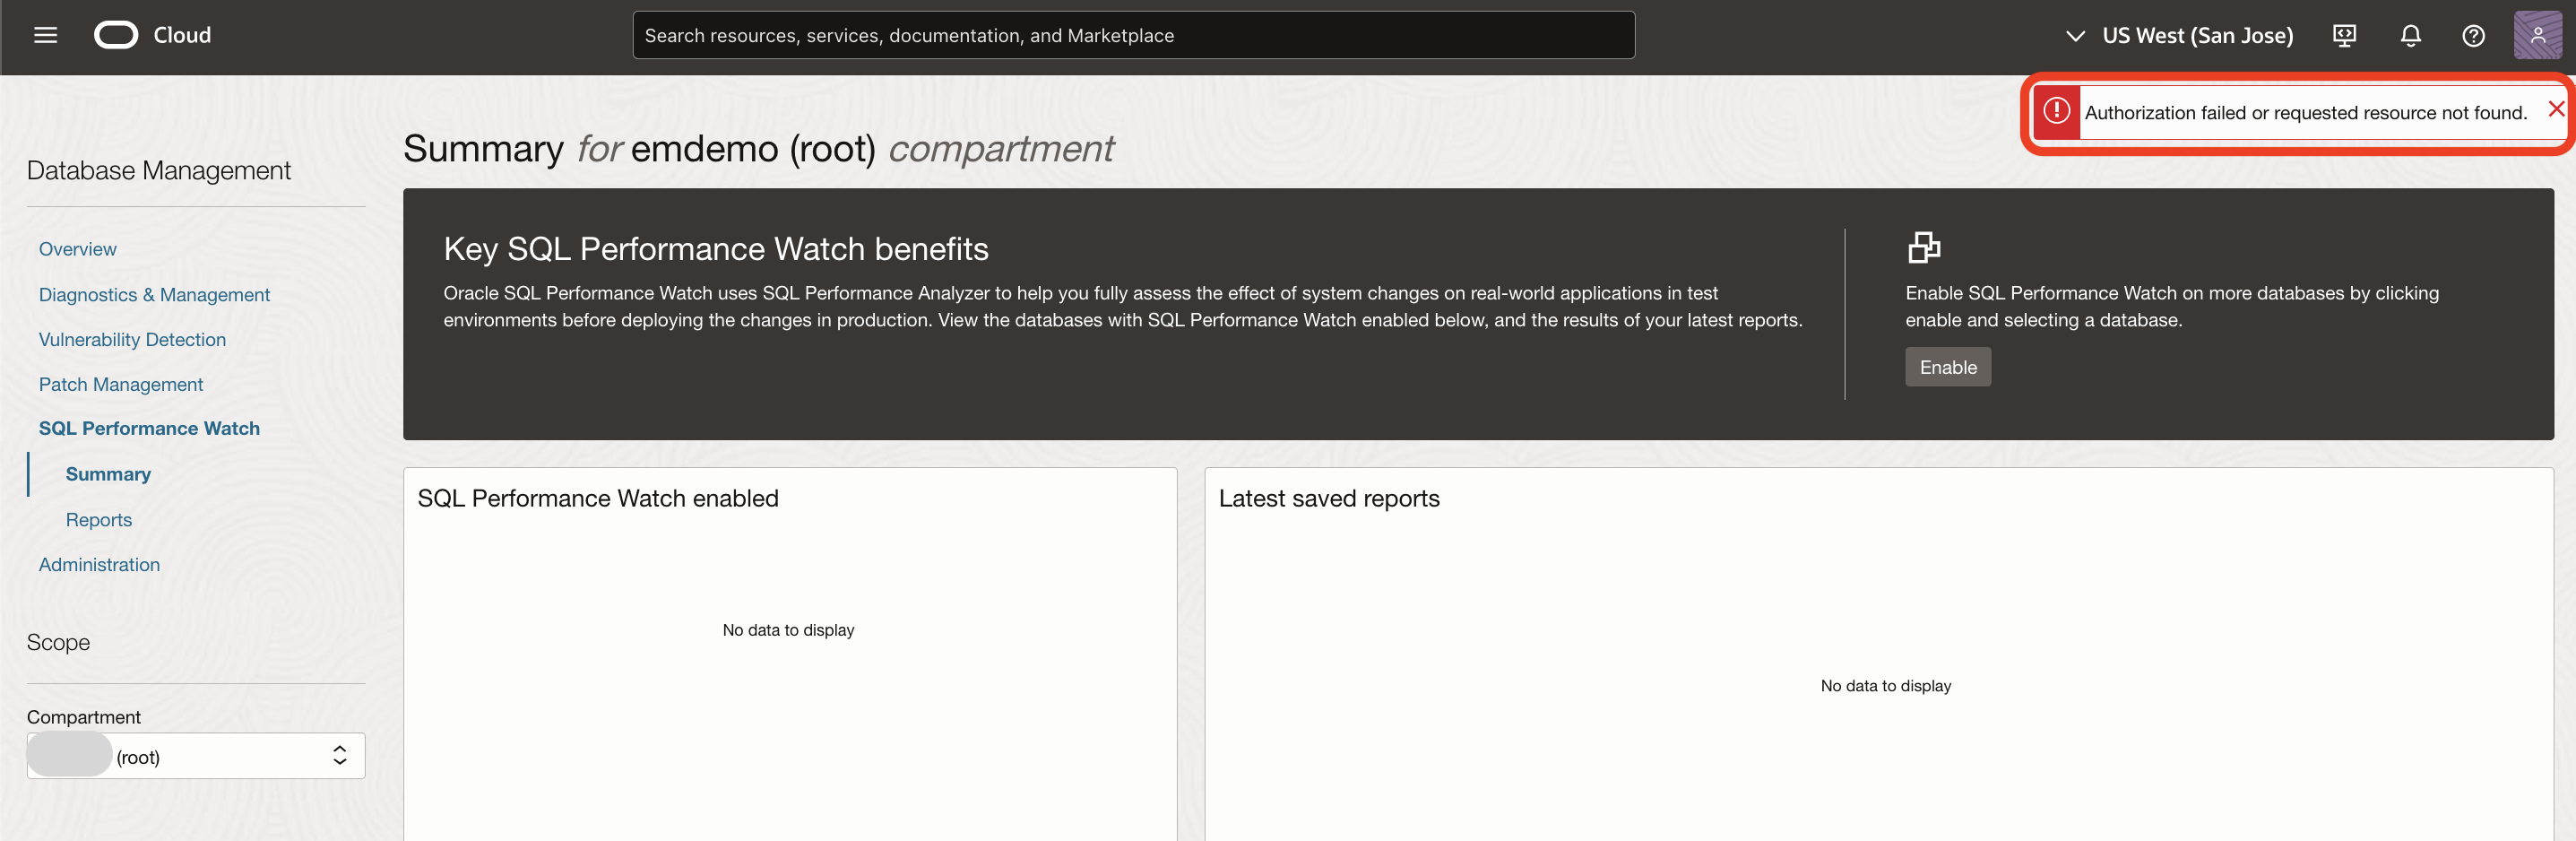 Cloud
Search resources, services, documentation, and Marketplace
US West (San Jose)
Authorization failed or requested resource not found.
Database Management
Overview
Diagnostics & Management
Vulnerability Detection
Patch Management
SQL Performance Watch
Summary
Reports
Administration
Scope
Compartment
(root)
Summary for emdemo (root) compartment
Key SQL Performance Watch benefits
Oracle SQL Performance Watch uses SQL Performance Analyzer to help you fully assess the effect of system changes on real-world applications in test
environments before deploying the changes in production. View the databases with SQL Performance Watch enabled below, and the results of your latest reports.
Enable SQL Performance Watch on more databases by clicking
enable and selecting a database.
Enable
SQL Performance Watch enabled
No data to display
Latest saved reports
No data to display